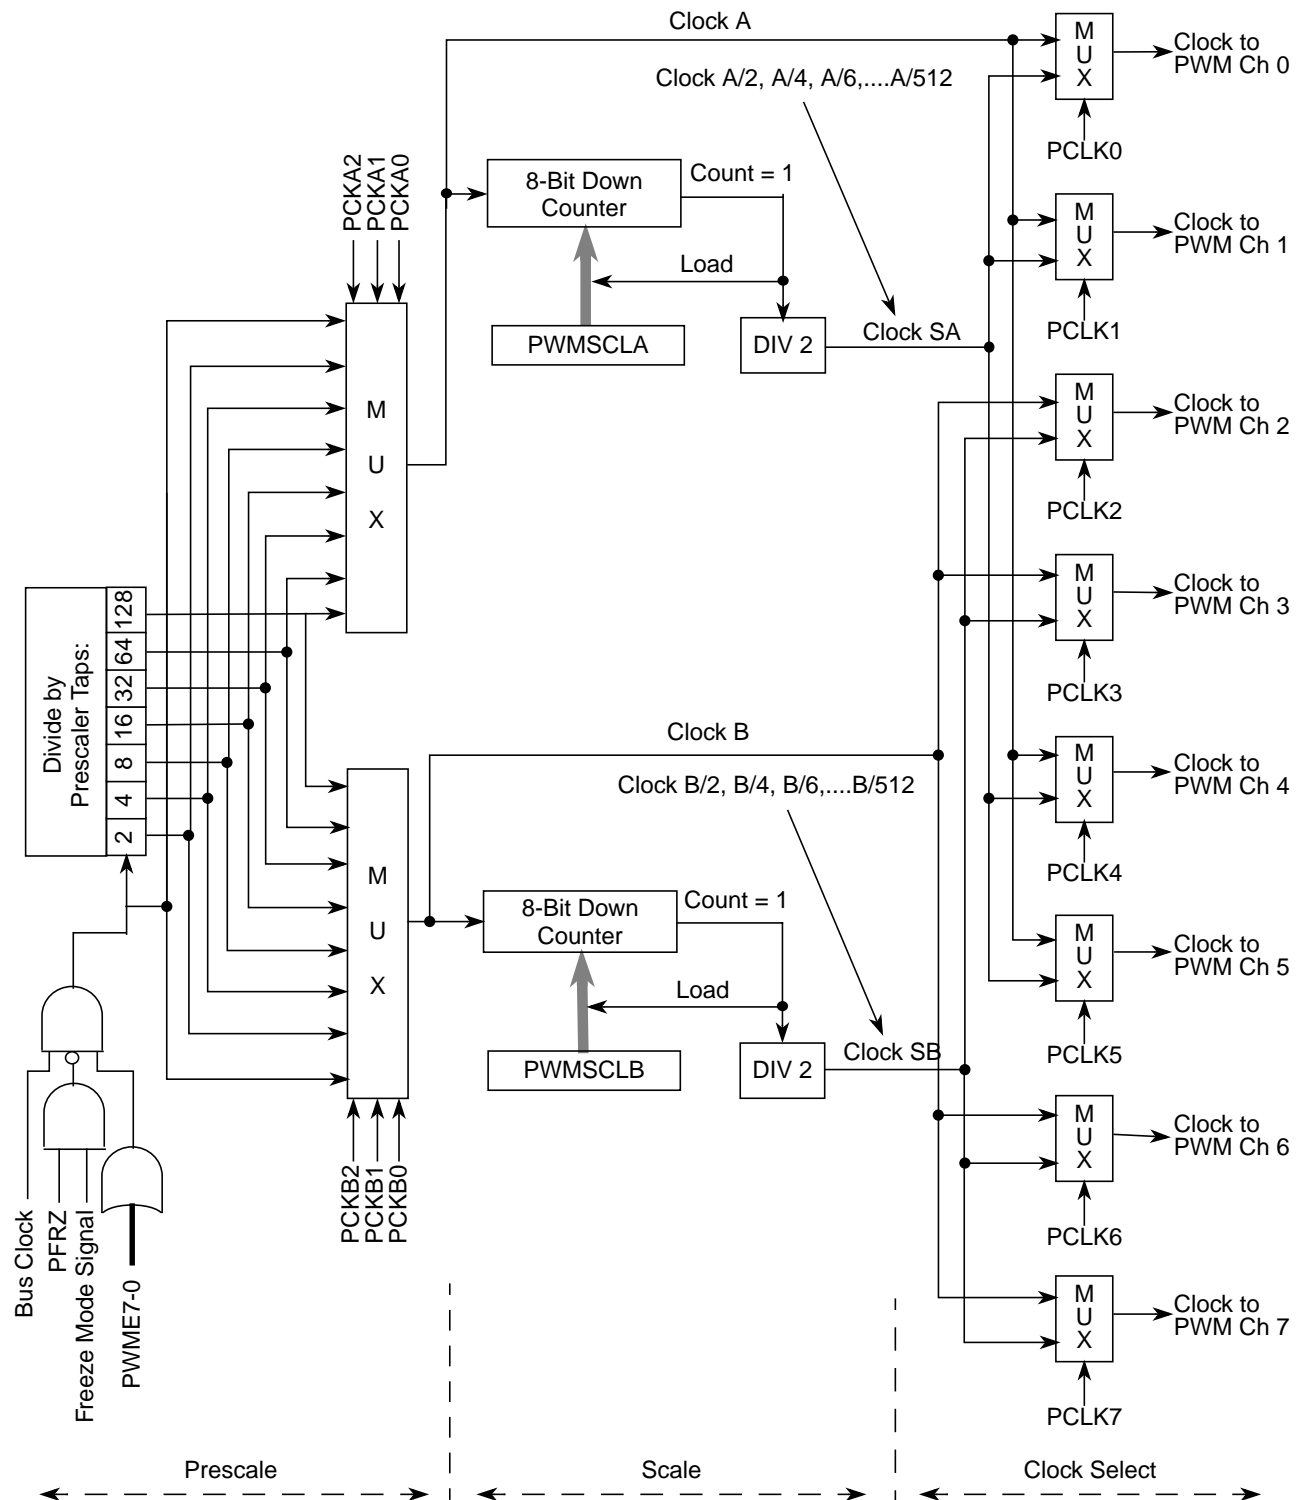 Clock A
Clock A/2, A/4, A/6,....A/512
PCKA2
PCKA1
PCKA0
8-Bit Down
Counter
Count = 1
Load
PWMSCLA
DIV 2
Clock SA
M
U
X
Divide by
Prescaler Taps:
128
64
32
16
8
4
2
Clock B
Clock B/2, B/4, B/6,....B/512
M
U
X
8-Bit Down
Counter
Count = 1
Load
PWMSCLB
DIV 2
Clock SB
PCKB2
PCKB1
PCKB0
Bus Clock
PFRZ
Freeze Mode Signal
PWME7-0
M
U
X
Clock to
PWM Ch 0
PCLK0
M
U
X
Clock to
PWM Ch 1
PCLK1
M
U
X
Clock to
PWM Ch 2
PCLK2
M
U
X
Clock to
PWM Ch 3
PCLK3
M
U
X
Clock to
PWM Ch 4
PCLK4
M
U
X
Clock to
PWM Ch 5
PCLK5
M
U
X
Clock to
PWM Ch 6
PCLK6
M
U
X
Clock to
PWM Ch 7
PCLK7
Prescale
Scale
Clock Select